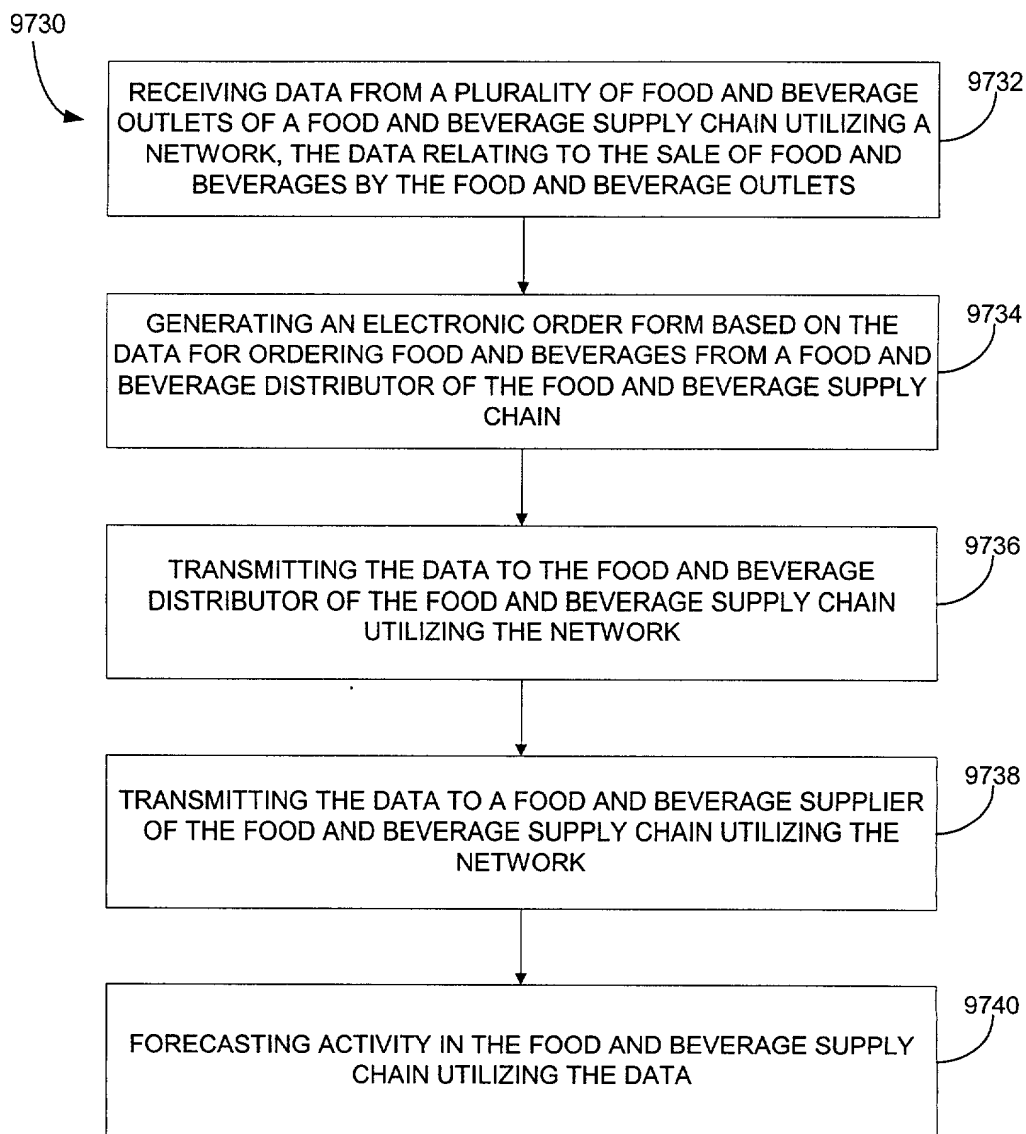 9730
RECEIVING DATA FROM A PLURALITY OF FOOD AND BEVERAGE
OUTLETS OF A FOOD AND BEVERAGE SUPPLY CHAIN UTILIZING A
NETWORK, THE DATA RELATING TO THE SALE OF FOOD AND
BEVERAGES BY THE FOOD AND BEVERAGE OUTLETS
9732
GENERATING AN ELECTRONIC ORDER FORM BASED ON THE
DATA FOR ORDERING FOOD AND BEVERAGES FROM A FOOD AND
BEVERAGE DISTRIBUTOR OF THE FOOD AND BEVERAGE SUPPLY
CHAIN
9734
TRANSMITTING THE DATA TO THE FOOD AND BEVERAGE
DISTRIBUTOR OF THE FOOD AND BEVERAGE SUPPLY CHAIN
UTILIZING THE NETWORK
9736
TRANSMITTING THE DATA TO A FOOD AND BEVERAGE SUPPLIER
OF THE FOOD AND BEVERAGE SUPPLY CHAIN UTILIZING THE
NETWORK
9738
FORECASTING ACTIVITY IN THE FOOD AND BEVERAGE SUPPLY
CHAIN UTILIZING THE DATA
9740